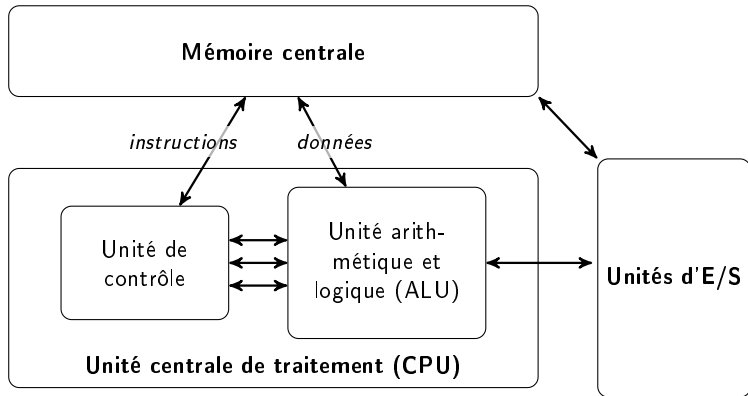 Mémoire centrale
instructions
données
Unité de
contrôle
Unité arith-
métique et
logique (ALU)
Unités d'E/S
Unité centrale de traitement (CPU)